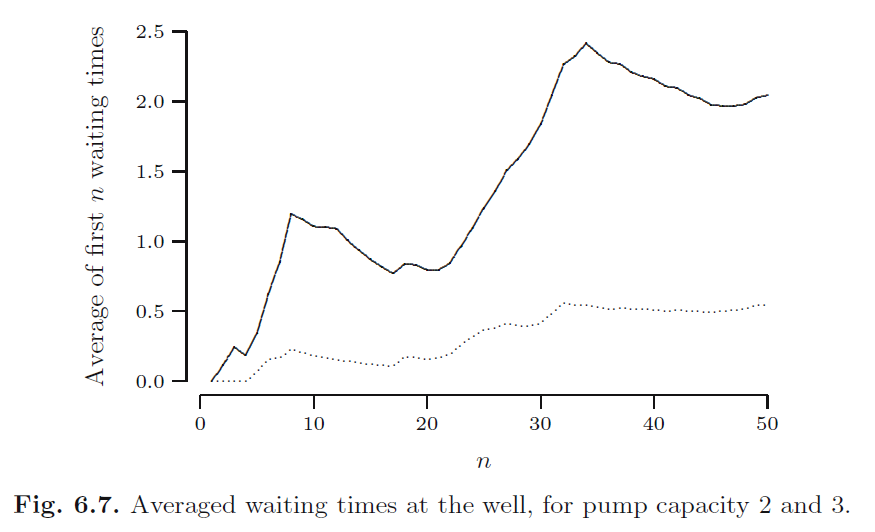 Average of first n waiting times
2.5
2.0
1.5
1.0
0.5
0.0
0 10 20 30 40 50
n
Fig. 6.7. Averaged waiting times at the well, for pump capacity 2 and 3.